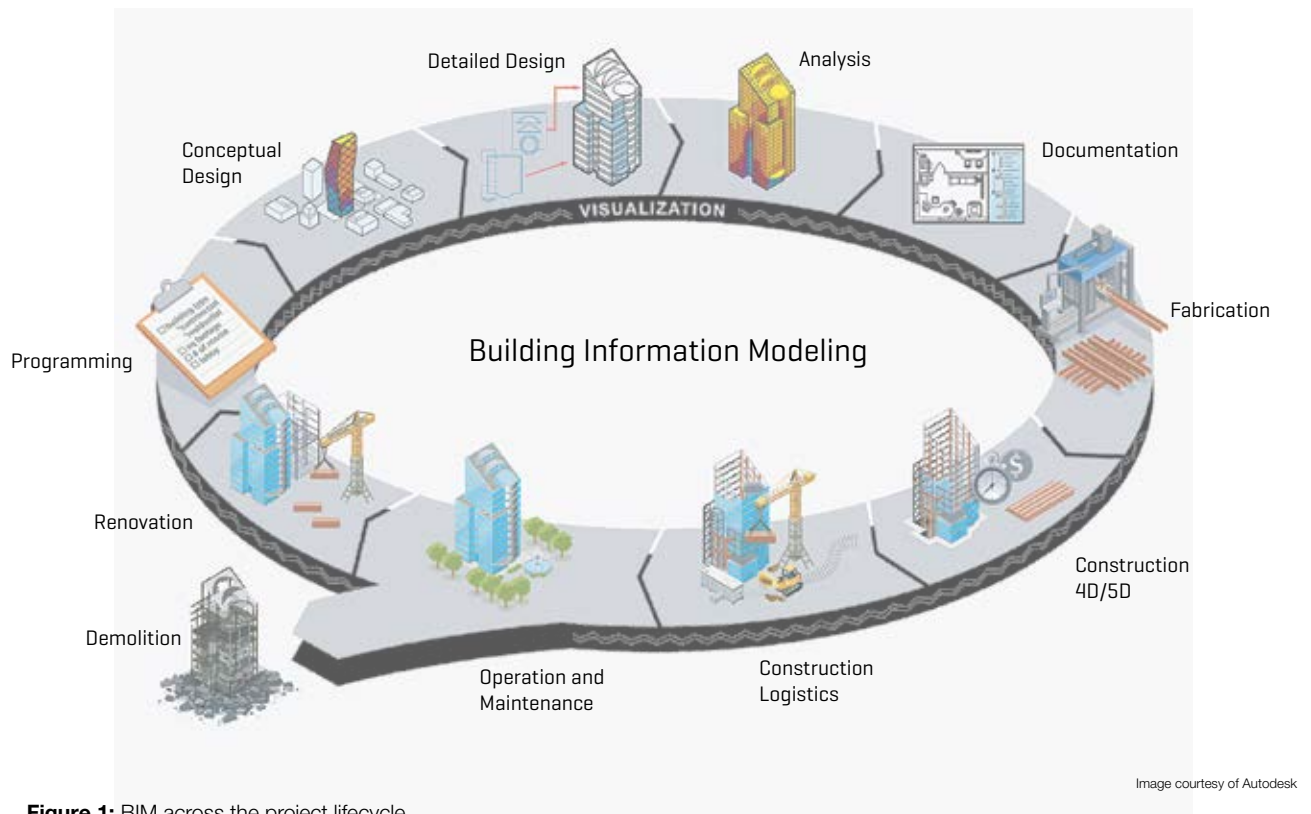 Detailed Design
Analysis
Conceptual
Design
Documentation
VISUALIZATION
Fabrication
Building Information Modeling
Programming
Renovation
$
Construction
4D/5D
Demolition
Operation and
Maintenance
Construction
Logistics
Image courtesy of Autodesk
Figure 1: BIM across the project lifecycle